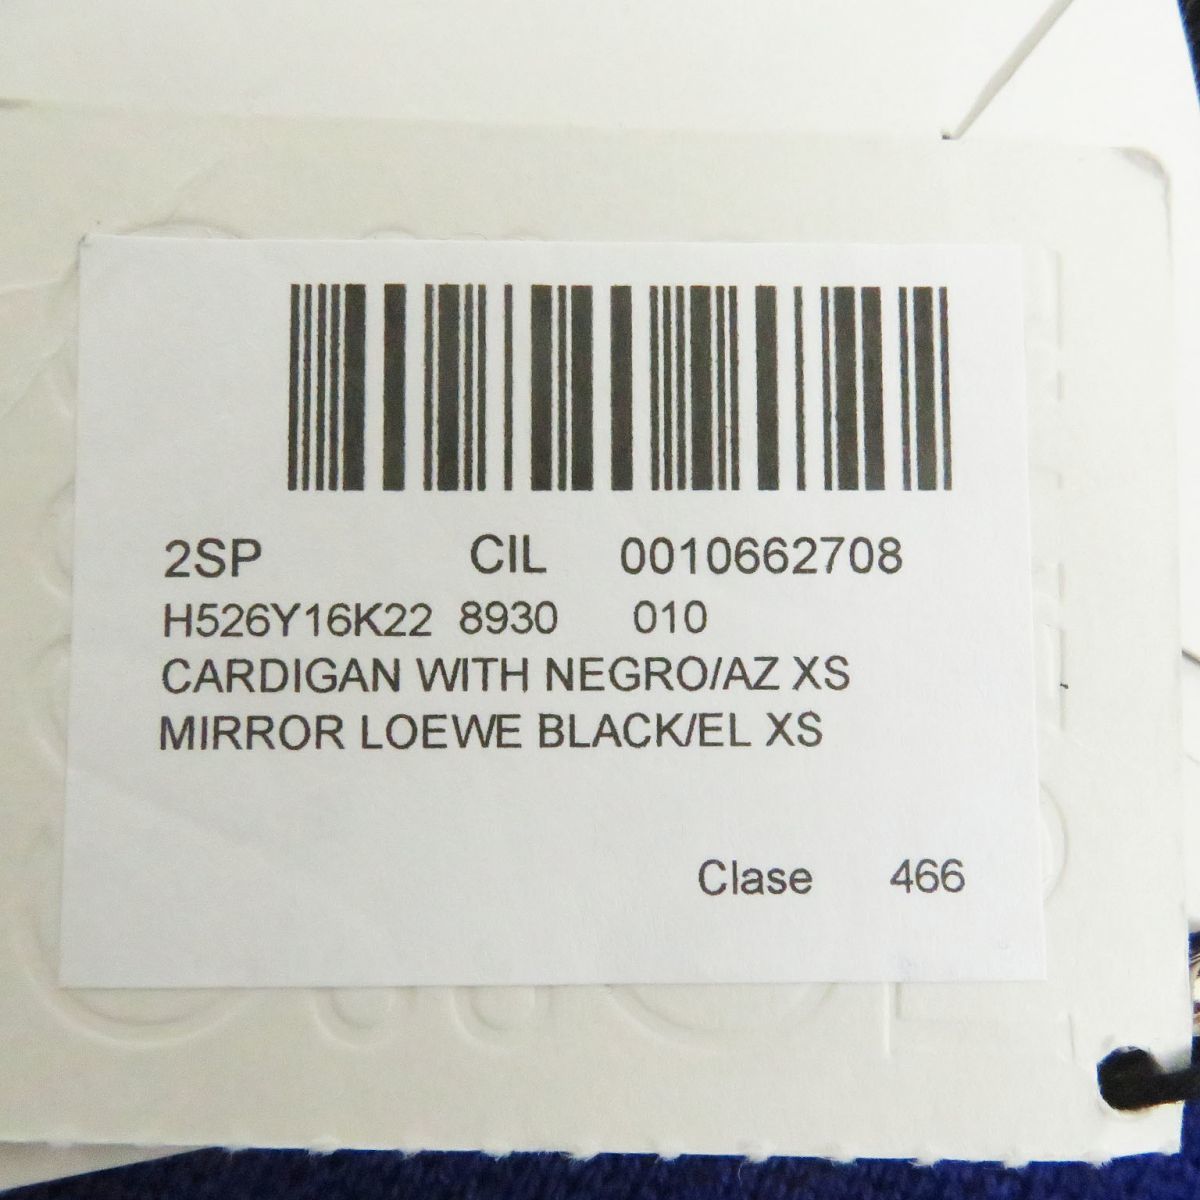 2SP CIL 0010662708
H526Y16K22 8930 010
CARDIGAN WITH NEGRO/AZ XS
MIRROR LOEWE BLACK/EL XS
Clase 466